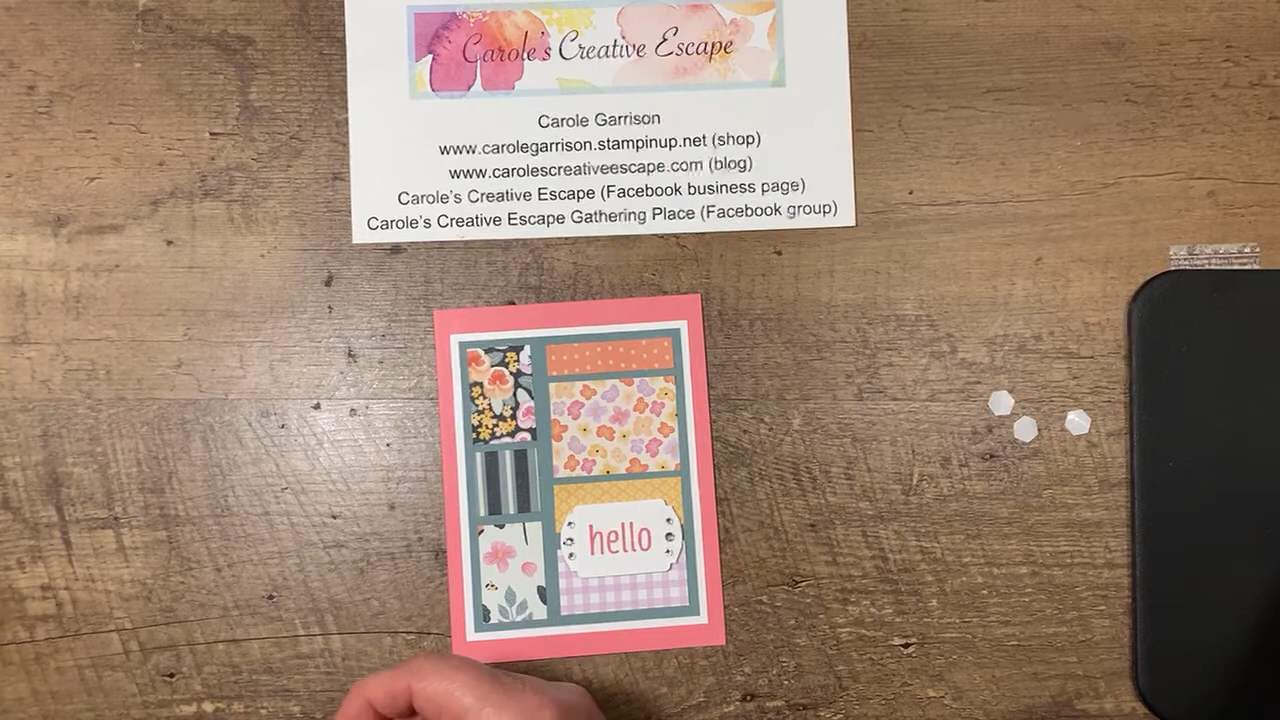 Carole's Creative Escape
Carole Garrison
www.carolegarrison.stampinup.net (shop)
www.carolescreativeescape.com (blog)
Carole's Creative Escape (Facebook business page)
Carole's Creative Escape Gathering Place (Facebook group)
hello